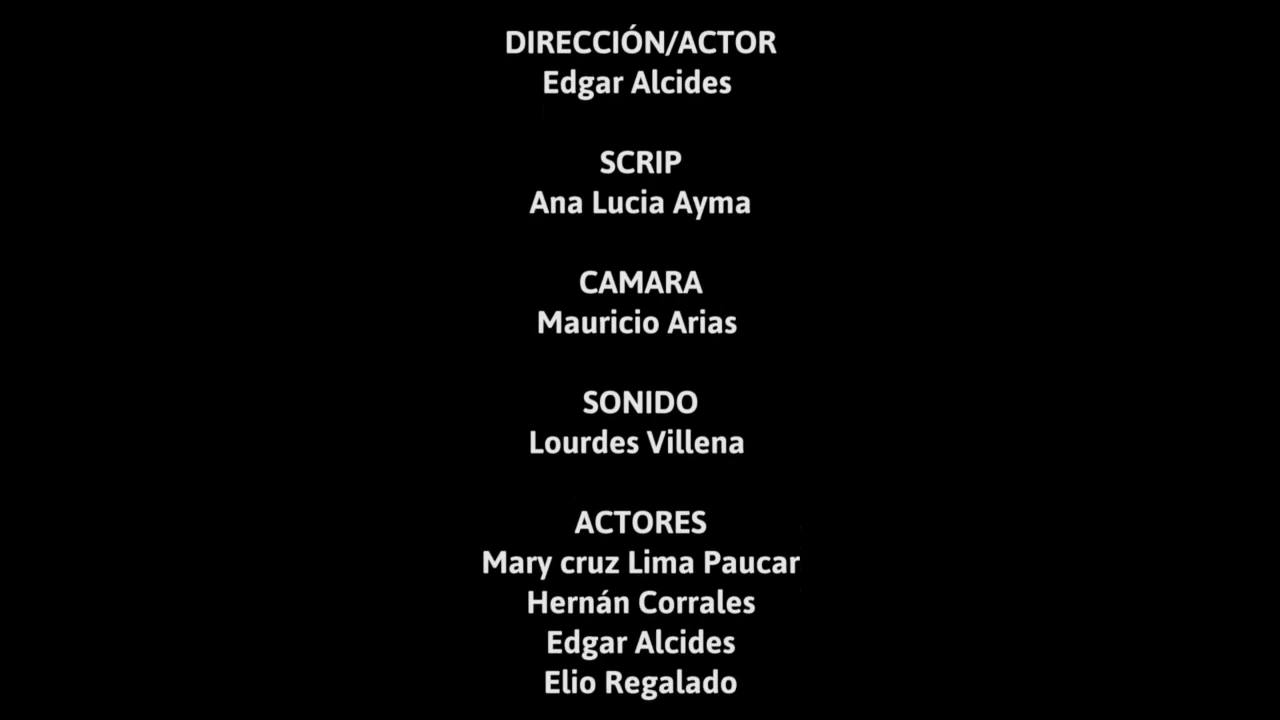 DIRECCIÓN/ACTOR
Edgar Alcides
SCRIP
Ana Lucia Ayma
CAMARA
Mauricio Arias
SONIDO
Lourdes Villena
ACTORES
Mary cruz Lima Paucar
Hernán Corrales
Edgar Alcides
Elio Regalado